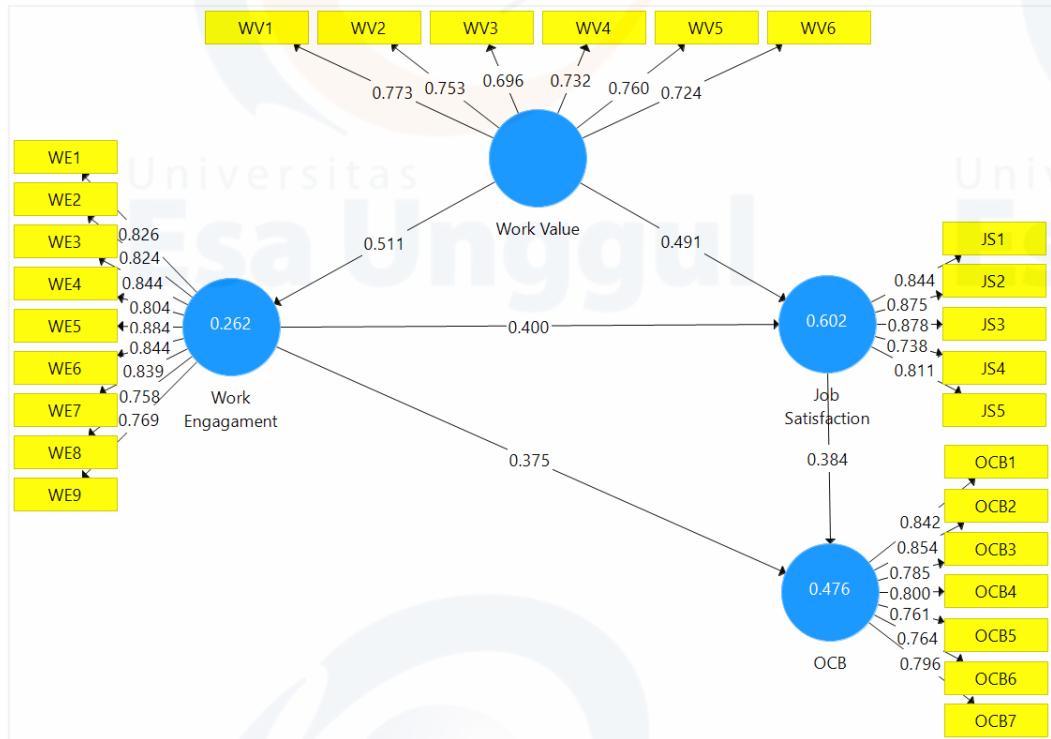 WV1 WV2 WV3 WV4 WV5 WV6
0.773 0.753 0.696 0.732 0.760 0.724
Work Value
Universitas
Esa Unggul
Univ
Es
WE1
WE2
WE3
WE4
WE5
WE6
WE7
WE8
WE9
0.826
0.824
0.844
0.804
0.884
0.844
0.839
0.758
0.769
0.511
0.491
0.262
Work
Engagament
0.400
0.602
Job
Satisfaction
0.844
0.875
0.878
0.738
0.811
JS1
JS2
JS3
JS4
JS5
0.375
0.384
0.476
OCB
0.842
0.854
0.785
0.800
0.761
0.764
0.796
OCB1
OCB2
OCB3
OCB4
OCB5
OCB6
OCB7